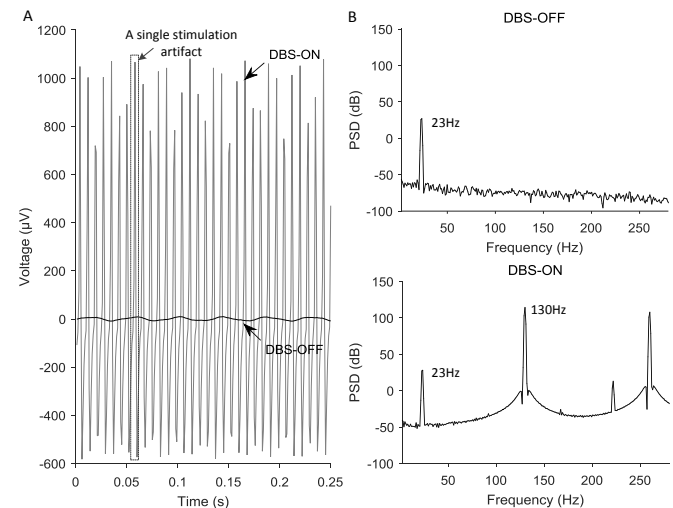 A
A single stimulation
artifact
DBS-ON
DBS-OFF
1200
1000
800
600
400
200
0
-200
-400
-600
Voltage (µV)
0
0.05
0.1
0.15
0.2
0.25
Time (s)
B
DBS-OFF
150
100
50
0
-50
-100
PSD (dB)
23Hz
50
100
150
200
250
Frequency (Hz)
DBS-ON
150
100
50
0
-50
-100
PSD (dB)
130Hz
23Hz
50
100
150
200
250
Frequency (Hz)